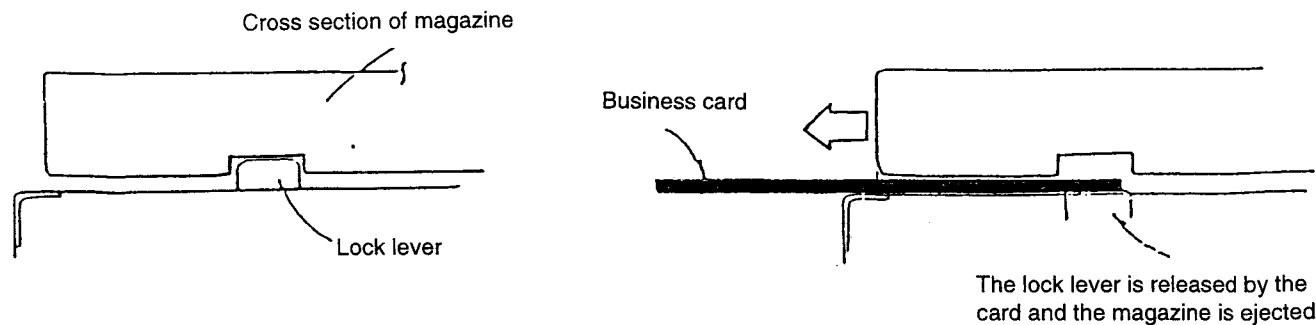 Cross section of magazine
Business card
Lock lever
The lock lever is released by the
card and the magazine is ejected